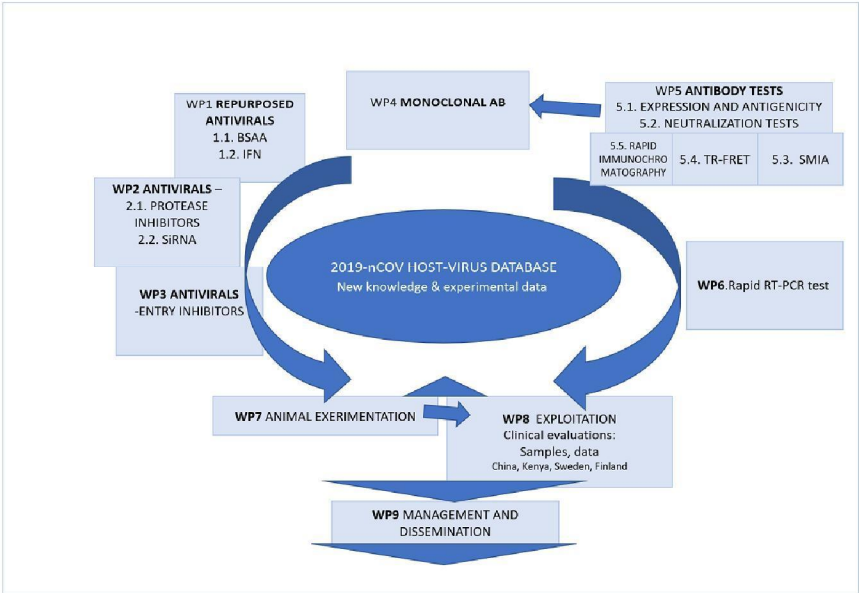 WP1 REPURPOSED
ANTIVIRALS
1.1. BSAA
1.2. IFN
WP2 ANTIVIRALS –
2.1. PROTEASE
INHIBITORS
2.2. SiRNA
WP3 ANTIVIRALS
-ENTRY INHIBITORS
WP4 MONOCLONAL AB
WP5 ANTIBODY TESTS
5.1. EXPRESSION AND ANTIGENICITY
5.2. NEUTRALIZATION TESTS
5.5. RAPID
IMMUNOCHRO
MATOGRAPHY
5.4. TR-FRET
5.3. SMIA
2019-nCOV HOST-VIRUS DATABASE
New knowledge & experimental data
WP6.Rapid RT-PCR test
WP7 ANIMAL EXERIMENTATION
WP8 EXPLOITATION
Clinical evaluations:
Samples, data
China, Kenya, Sweden, Finland
WP9 MANAGEMENT AND
DISSEMINATION